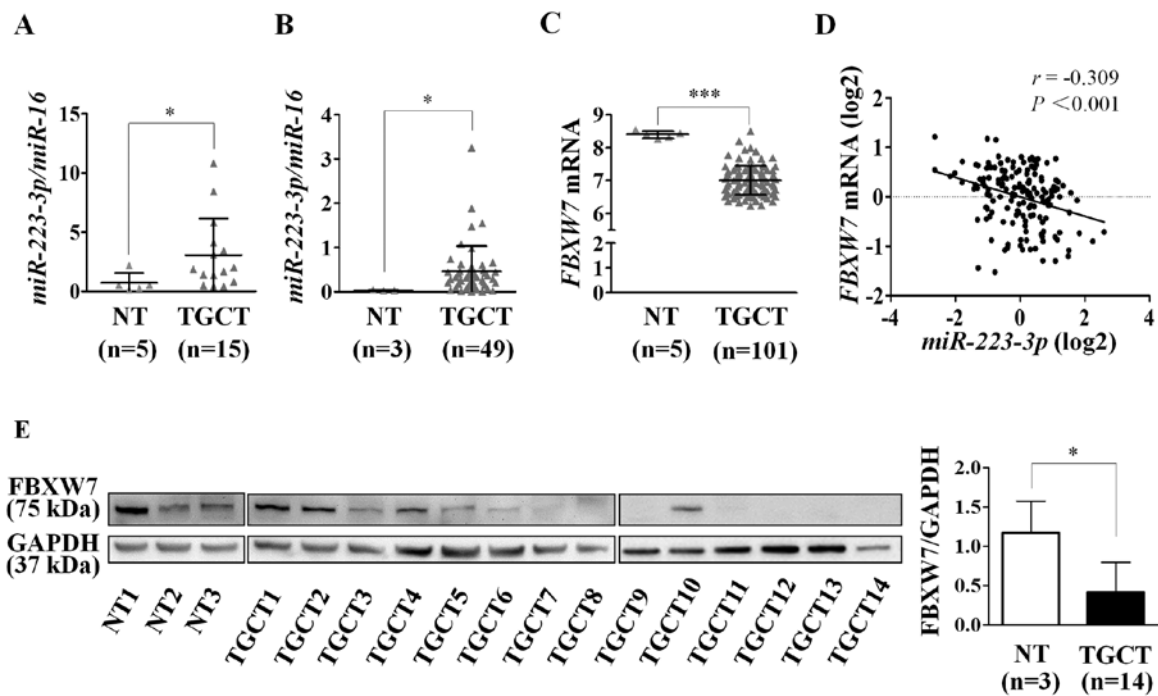 A
miR-223-3p/miR-16
15
10
5
0
*
NT
(n=5)
TGCT
(n=15)
B
miR-223-3p/miR-16
4
3
2
1
0
*
NT
(n=3)
TGCT
(n=49)
C
FBXW7 mRNA
9
8
7
6
2
1
0
***
NT
(n=5)
TGCT
(n=101)
D
r = -0.309
P <0.001
FBXW7 mRNA (log2)
2
1
0
-1
-2
-4
-2
0
2
4
miR-223-3p (log2)
E
FBXW7
(75 kDa)
GAPDH
(37 kDa)
NT1
NT2
NT3
TGCT1
TGCT2
TGCT3
TGCT4
TGCT5
TGCT6
TGCT7
TGCT8
TGCT9
TGCT10
TGCT11
TGCT12
TGCT13
TGCT14
FBXW7/GAPDH
2.0
1.5
1.0
0.5
0.0
*
NT
(n=3)
TGCT
(n=14)